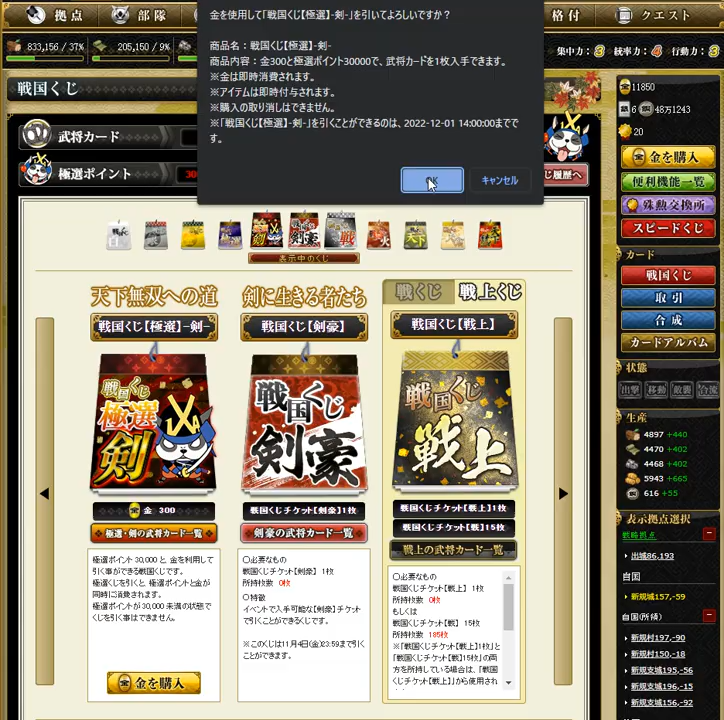 拠点
部隊
格付
クエスト
833,156 / 37%
205,150 / 9%
集中力：3 統率力：4 行動力：3
金を使用して「戦国くじ【極選】-剣-」を引いてよろしいですか？
商品名：戦国くじ【極選】-剣-
商品内容：金300と極選ポイント30000で、武将カードを1枚入手できます。
※金は即時消費されます。
※アイテムは即時付与されます。
※購入の取り消しはできません。
※「戦国くじ【極選】-剣-」を引くことができるのは、2022-12-01 14:00:00までで
す。
OK
キャンセル
戦国くじ
武将カード
極選ポイント
30
じ履歴へ
表示中のくじ
天下無双への道
戦国くじ【極選】-剣-
戦国くじ
極選
剣
金 300
極選・剣の武将カード一覧
極選ポイント 30,000 と 金を利用して
引く事ができる戦国くじです。
極選くじを引くと 極選ポイントと金が
同時に消費されます。
極選ポイントが 30,000 未満の状態で
くじを引く事はできません。
金を購入
剣に生きる者たち
戦国くじ【剣豪】
戦国くじ
剣豪
戦国くじチケット【剣豪】1枚
剣豪の武将カード一覧
〇必要なもの
戦国くじチケット【剣豪】 1枚
所持枚数 0枚
〇特徴
イベントで入手可能な【剣豪】チケット
で引くことができるくじです。
※このくじは11月4日(金)23:59まで引く
ことができます。
戦くじ
戦上くじ
戦国くじ【戦上】
戦国くじ
戦上
戦国くじチケット【戦上】1枚
戦国くじチケット【戦】15枚
戦上の武将カード一覧
〇必要なもの
戦国くじチケット【戦上】 1枚
所持枚数 0枚
もしくは
戦国くじチケット【戦】 15枚
所持枚数 185枚
※「戦国くじチケット【戦上】1枚」と
「戦国くじチケット【戦】15枚」の両
方を所持している場合は、「戦国
くじチケット【戦上】」から使用され
11850
6 48万1243
20
金を購入
便利機能一覧
殊勲交換所
スピードくじ
カード
戦国くじ
取引
合成
カードアルバム
状態
出撃
移動
敵襲
合流
生産
4897 +440
4470 +402
4468 +402
5943 +665
616 +55
表示拠点選択
戦略拠点
出城86,193
自国
新規城157,-59
自国(所領)
新規村197,-90
新規村150,-18
新規支城195,-56
新規支城196,-15
新規支城156,-92